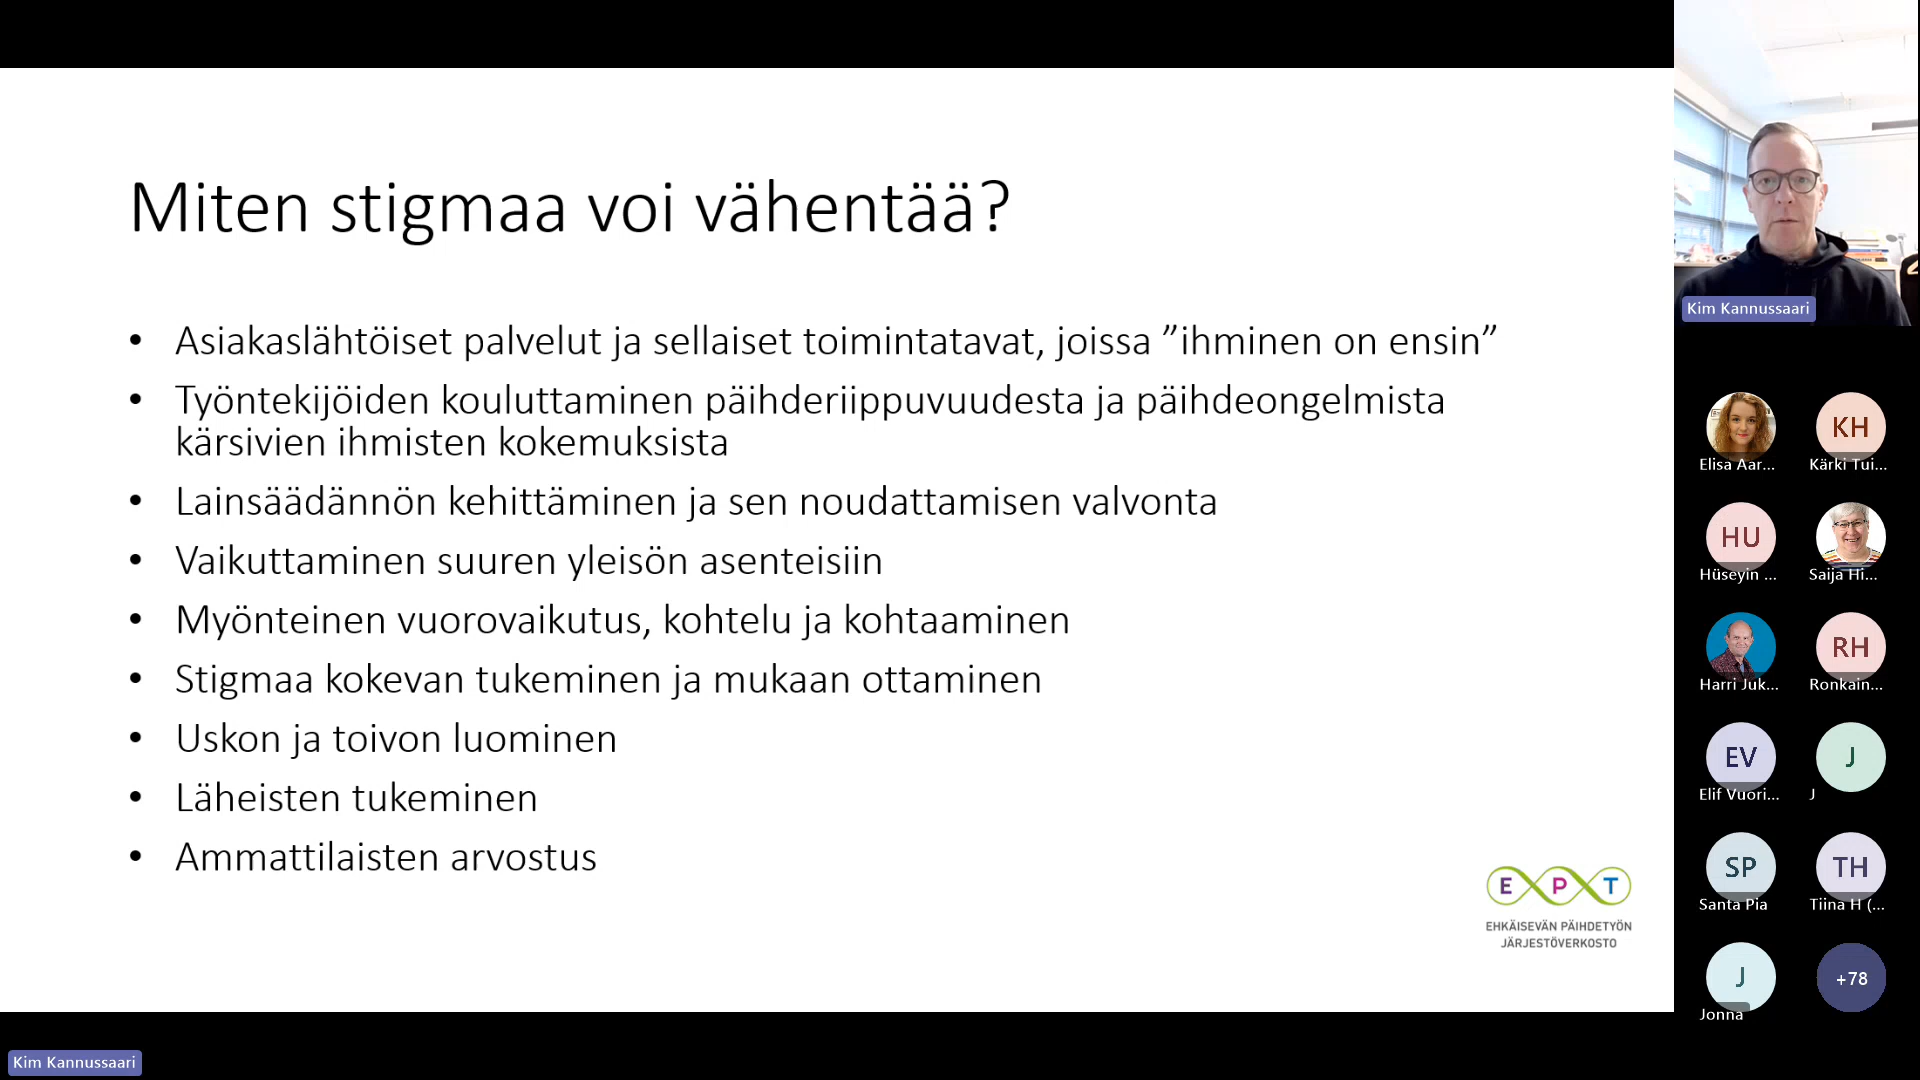 Miten stigmaa voi vähentää?
• Asiakaslähtöiset palvelut ja sellaiset toimintatavat, joissa ”ihminen on ensin”
• Työntekijöiden kouluttaminen päihderiippuvuudesta ja päihdeongelmista
kärsivien ihmisten kokemuksista
• Lainsäädännön kehittäminen ja sen noudattamisen valvonta
• Vaikuttaminen suuren yleisön asenteisiin
• Myönteinen vuorovaikutus, kohtelu ja kohtaaminen
• Stigmaa kokevan tukeminen ja mukaan ottaminen
• Uskon ja toivon luominen
• Läheisten tukeminen
• Ammattilaisten arvostus
E P T
EHKÄISEVÄN PÄIHDETYÖN
JÄRJESTÖVERKOSTO
Kim Kannussaari
KH
Elisa Aar... Kärki Tui...
HU
Hüseyin ... Saija Hi...
RH
Harri Juk... Ronkain...
EV J
Elif Vuori... J
SP TH
Santa Pia Tiina H (...
J +78
Jonna
Kim Kannussaari